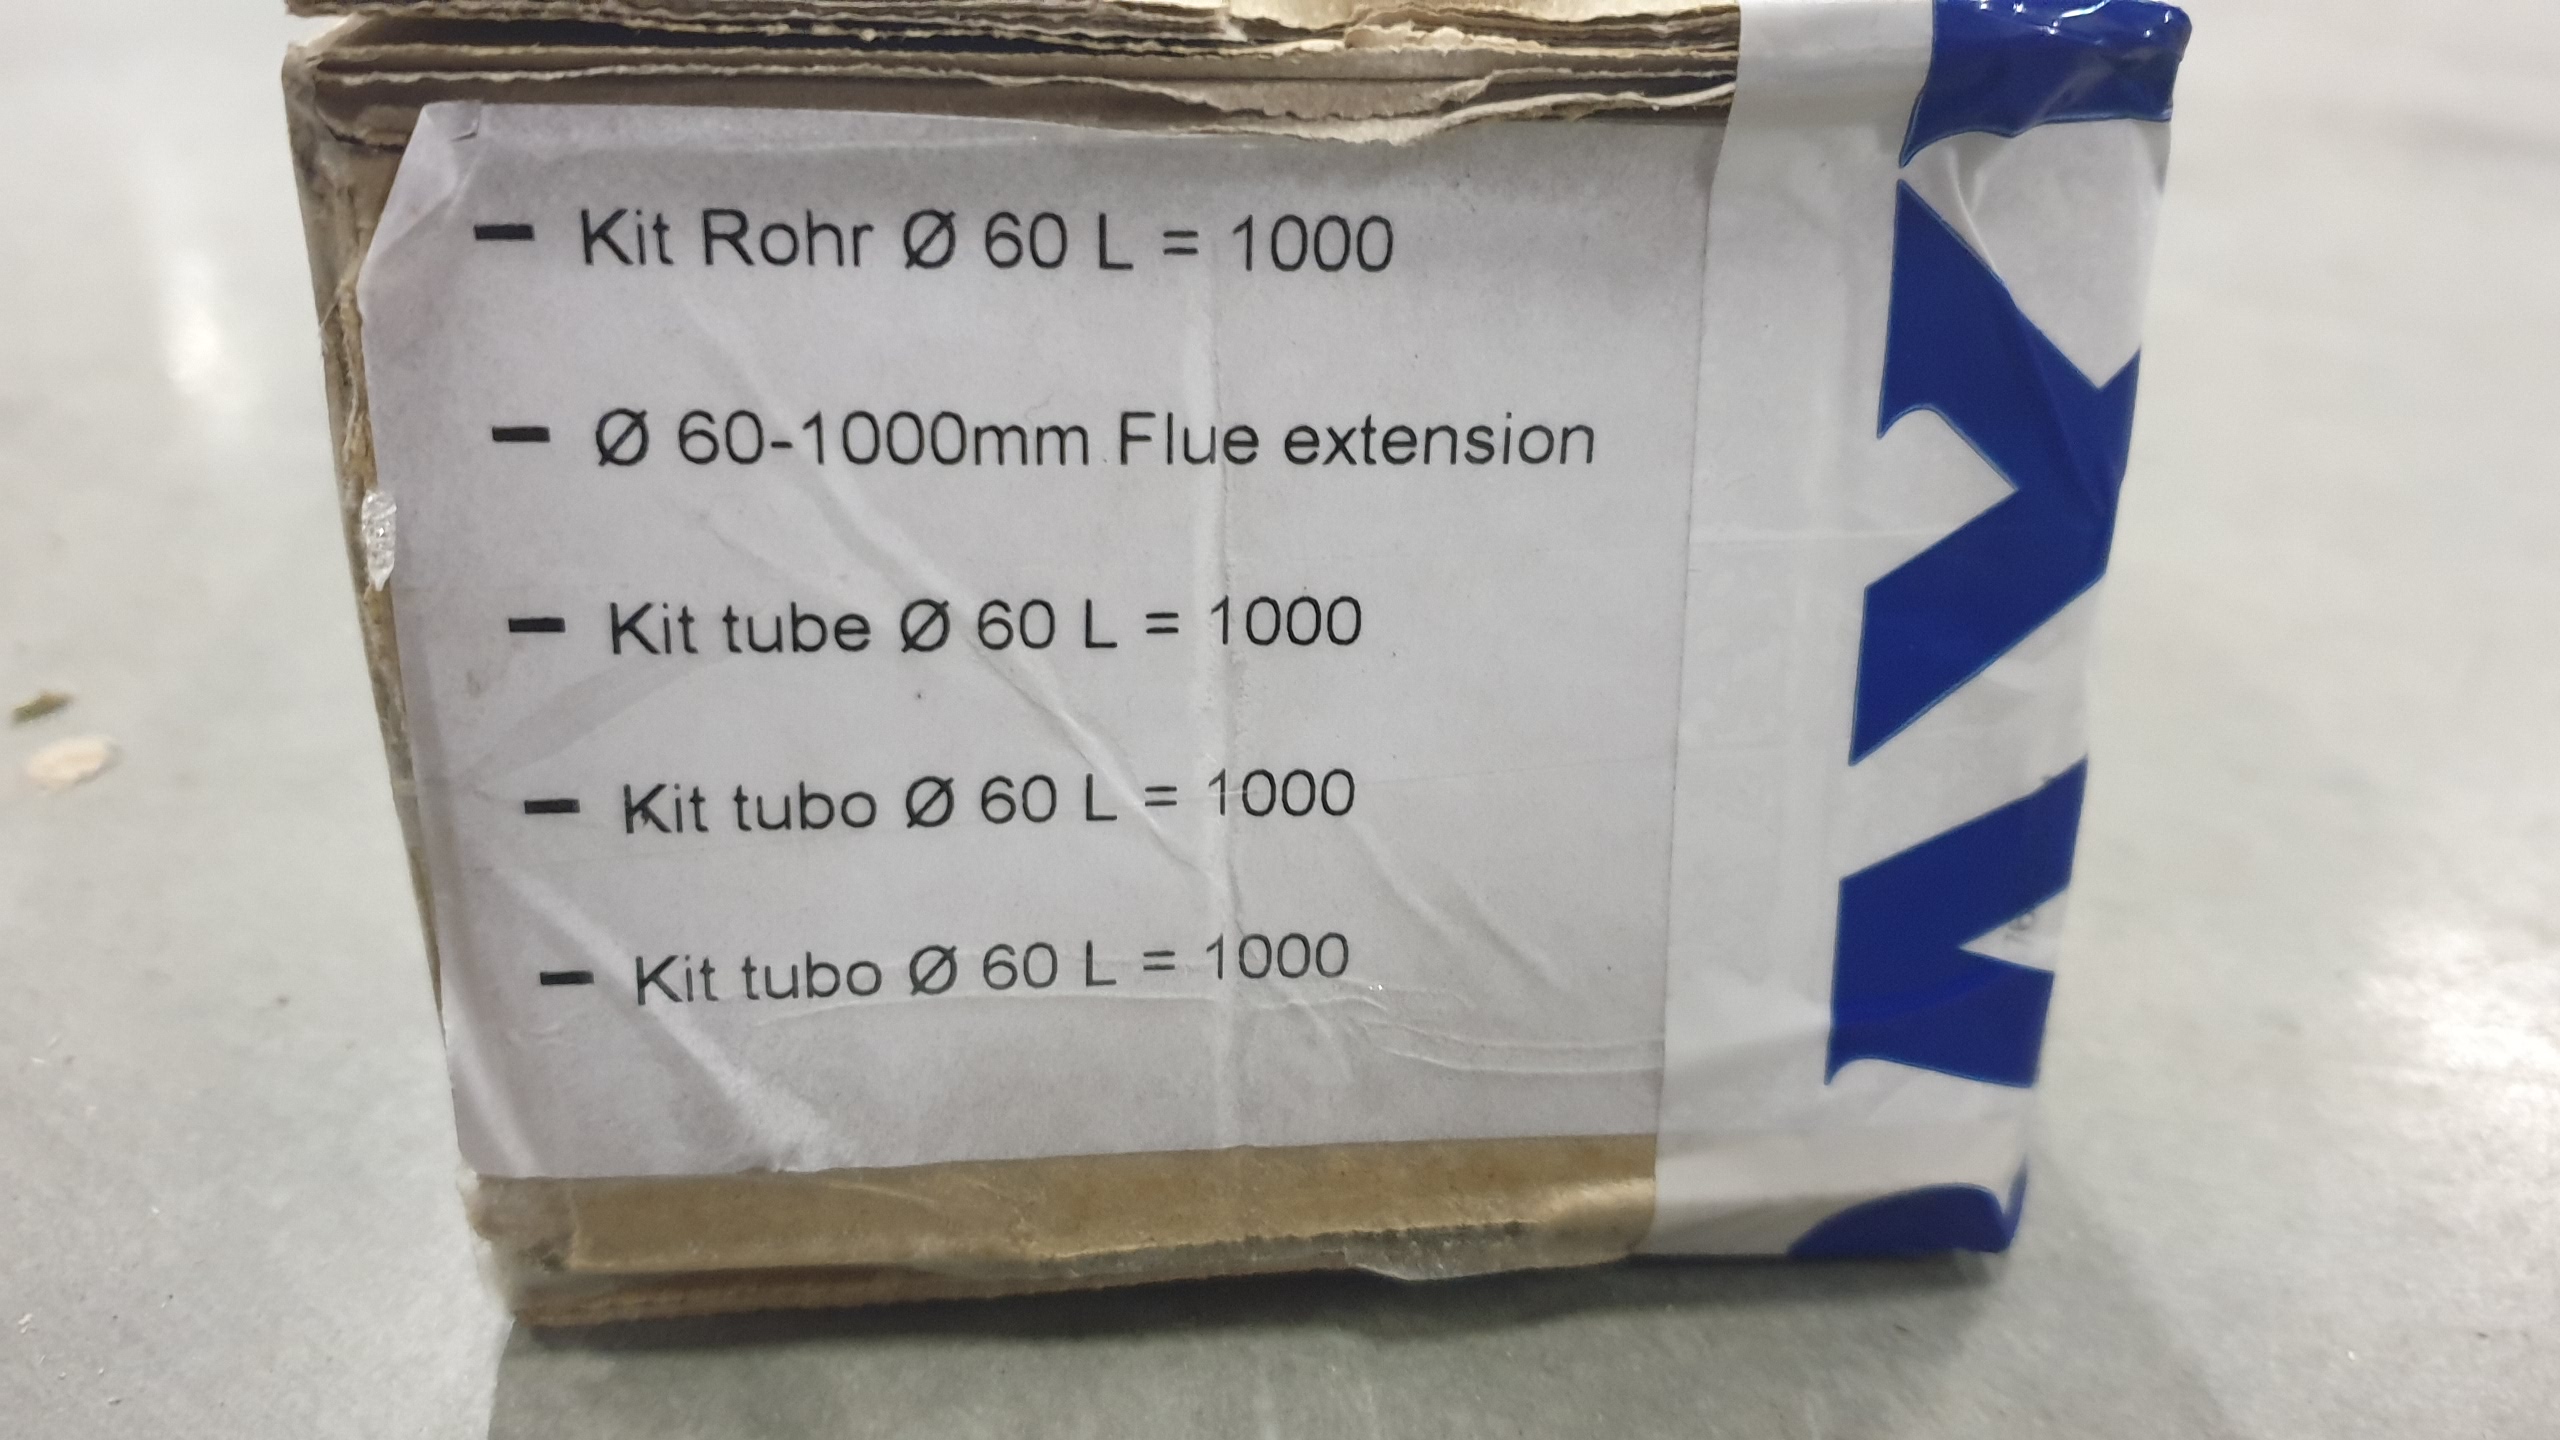 - Kit Rohr Ø 60 L = 1000
- Ø 60-1000mm Flue extension
- Kit tube Ø 60 L = 1000
- Kit tubo Ø 60 L = 1000
- Kit tubo Ø 60 L = 1000